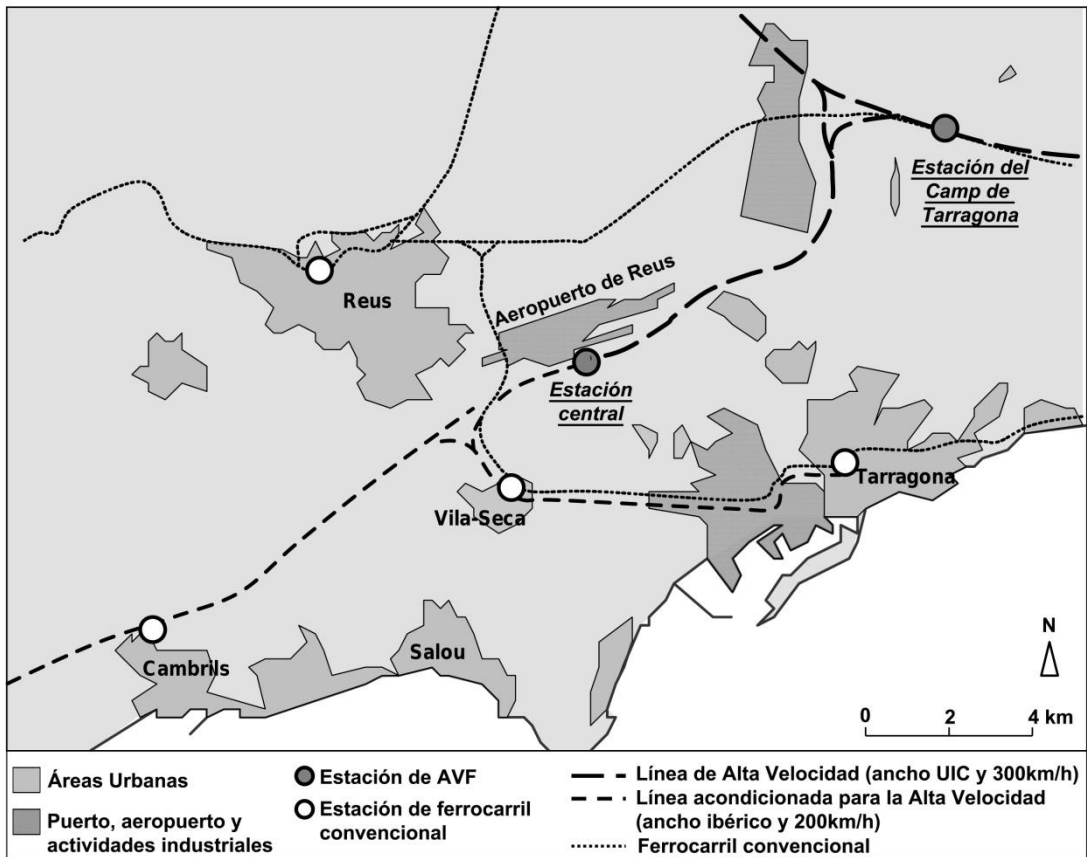 Estación del
Camp de
Tarragona
Aeropuerto de Reus
Reus
Estación
central
Tarragona
Vila-Seca
Salou
Cambrils
N
0 2 4 km
Áreas Urbanas
Puerto, aeropuerto y
actividades industriales
Estación de AVF
Estación de ferrocarril
convencional
Línea de Alta Velocidad (ancho UIC y 300km/h)
Línea acondicionada para la Alta Velocidad
(ancho ibérico y 200km/h)
Ferrocarril convencional